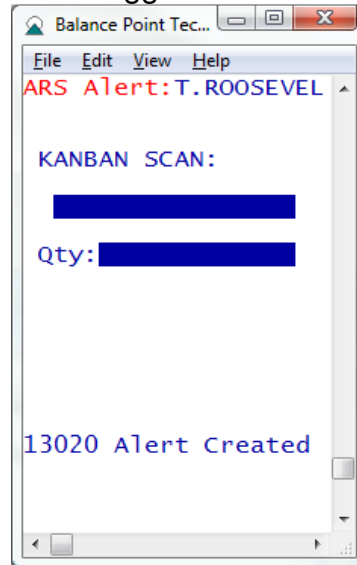 Balance Point Tec...
File Edit View Help
ARS Alert:T.ROOSEVEL
KANBAN SCAN:
Qty:
13020 Alert Created